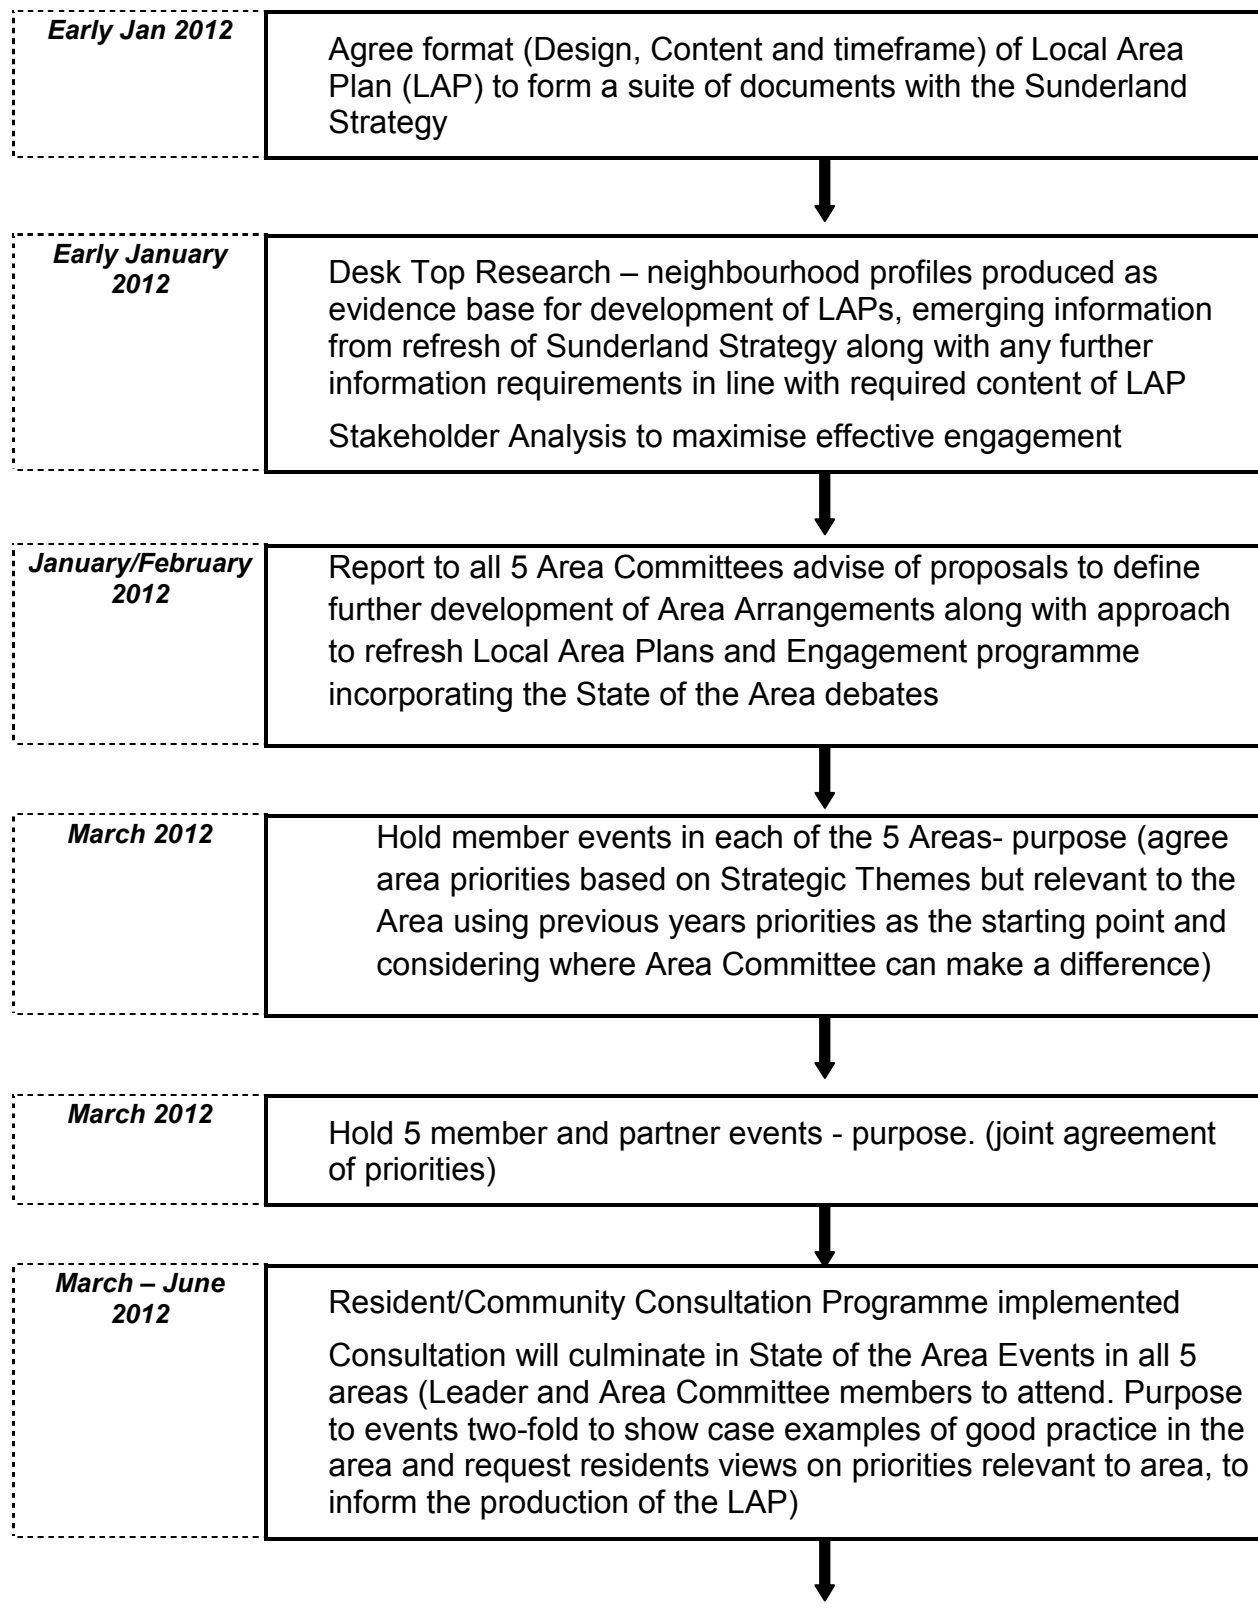 Early Jan 2012
Agree format (Design, Content and timeframe) of Local Area
Plan (LAP) to form a suite of documents with the Sunderland
Strategy
Early January
2012
Desk Top Research – neighbourhood profiles produced as
evidence base for development of LAPs, emerging information
from refresh of Sunderland Strategy along with any further
information requirements in line with required content of LAP
Stakeholder Analysis to maximise effective engagement
January/February
2012
Report to all 5 Area Committees advise of proposals to define
further development of Area Arrangements along with approach
to refresh Local Area Plans and Engagement programme
incorporating the State of the Area debates
March 2012
Hold member events in each of the 5 Areas- purpose (agree
area priorities based on Strategic Themes but relevant to the
Area using previous years priorities as the starting point and
considering where Area Committee can make a difference)
March 2012
Hold 5 member and partner events - purpose. (joint agreement
of priorities)
March – June
2012
Resident/Community Consultation Programme implemented
Consultation will culminate in State of the Area Events in all 5
areas (Leader and Area Committee members to attend. Purpose
to events two-fold to show case examples of good practice in the
area and request residents views on priorities relevant to area, to
inform the production of the LAP)